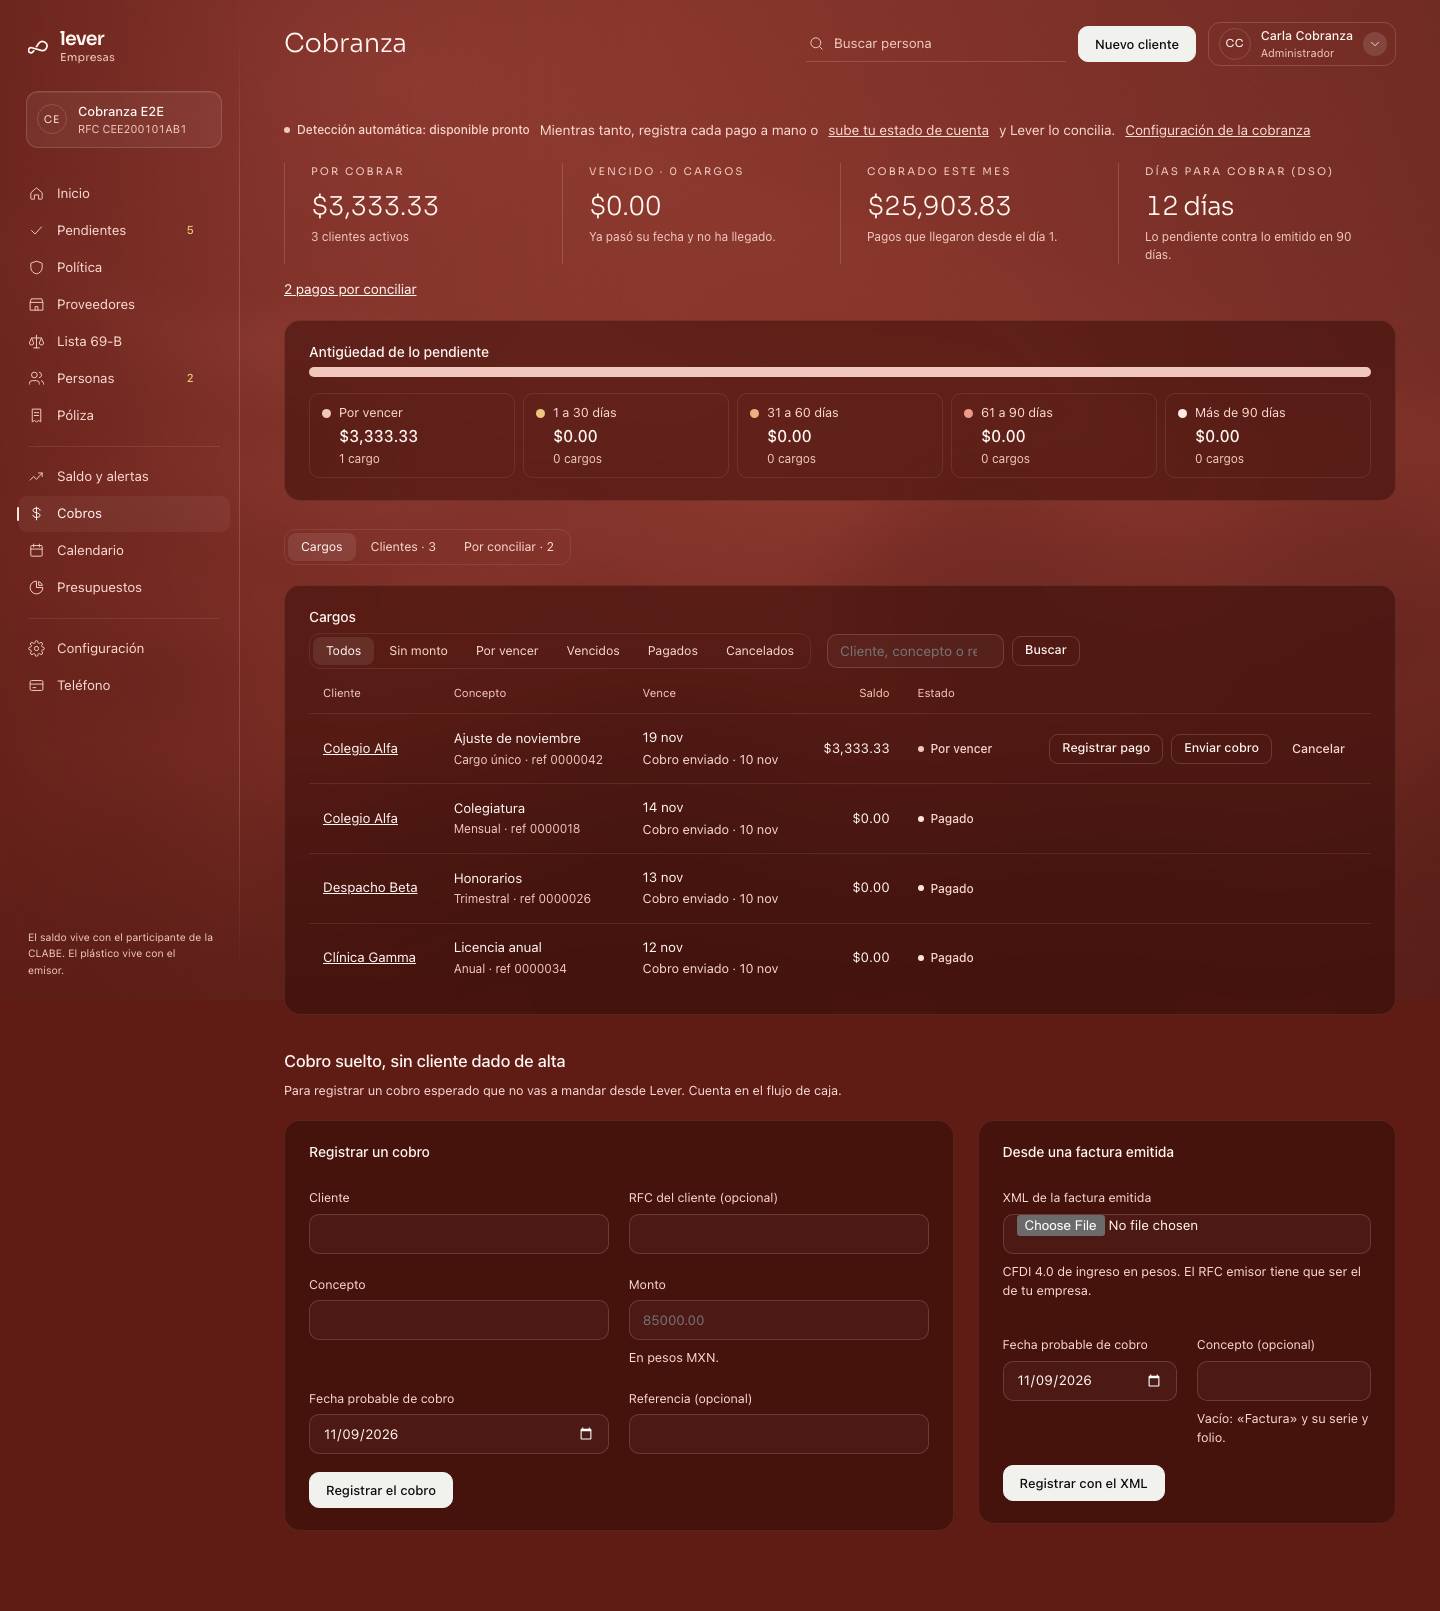 lever
Empresas
CE
Cobranza E2E
RFC CEE200101AB1
Inicio
Pendientes 5
Política
Proveedores
Lista 69-B
Personas 2
Póliza
Saldo y alertas
Cobros
Calendario
Presupuestos
Configuración
Teléfono
El saldo vive con el participante de la
CLABE. El plástico vive con el
emisor.
Cobranza
Buscar persona
Nuevo cliente
CC
Carla Cobranza
Administrador
Detección automática: disponible pronto Mientras tanto, registra cada pago a mano o sube tu estado de cuenta y Lever lo concilia. Configuración de la cobranza
POR COBRAR
$3,333.33
3 clientes activos
VENCIDO · 0 CARGOS
$0.00
Ya pasó su fecha y no ha llegado.
COBRADO ESTE MES
$25,903.83
Pagos que llegaron desde el día 1.
DÍAS PARA COBRAR (DSO)
12 días
Lo pendiente contra lo emitido en 90
días.
2 pagos por conciliar
Antigüedad de lo pendiente
Por vencer
$3,333.33
1 cargo
1 a 30 días
$0.00
0 cargos
31 a 60 días
$0.00
0 cargos
61 a 90 días
$0.00
0 cargos
Más de 90 días
$0.00
0 cargos
Cargos Clientes · 3 Por conciliar · 2
Cargos
Todos Sin monto Por vencer Vencidos Pagados Cancelados Cliente, concepto o re Buscar
Cliente Concepto Vence Saldo Estado
Colegio Alfa
Ajuste de noviembre
Cargo único · ref 0000042
19 nov
Cobro enviado · 10 nov
$3,333.33
Por vencer
Registrar pago Enviar cobro Cancelar
Colegio Alfa
Colegiatura
Mensual · ref 0000018
14 nov
Cobro enviado · 10 nov
$0.00
Pagado
Despacho Beta
Honorarios
Trimestral · ref 0000026
13 nov
Cobro enviado · 10 nov
$0.00
Pagado
Clínica Gamma
Licencia anual
Anual · ref 0000034
12 nov
Cobro enviado · 10 nov
$0.00
Pagado
Cobro suelto, sin cliente dado de alta
Para registrar un cobro esperado que no vas a mandar desde Lever. Cuenta en el flujo de caja.
Registrar un cobro
Cliente
RFC del cliente (opcional)
Concepto
Monto
85000.00
En pesos MXN.
Fecha probable de cobro
11/09/2026
Referencia (opcional)
Registrar el cobro
Desde una factura emitida
XML de la factura emitida
Choose File No file chosen
CFDI 4.0 de ingreso en pesos. El RFC emisor tiene que ser el
de tu empresa.
Fecha probable de cobro
11/09/2026
Concepto (opcional)
Vacío: «Factura» y su serie y
folio.
Registrar con el XML